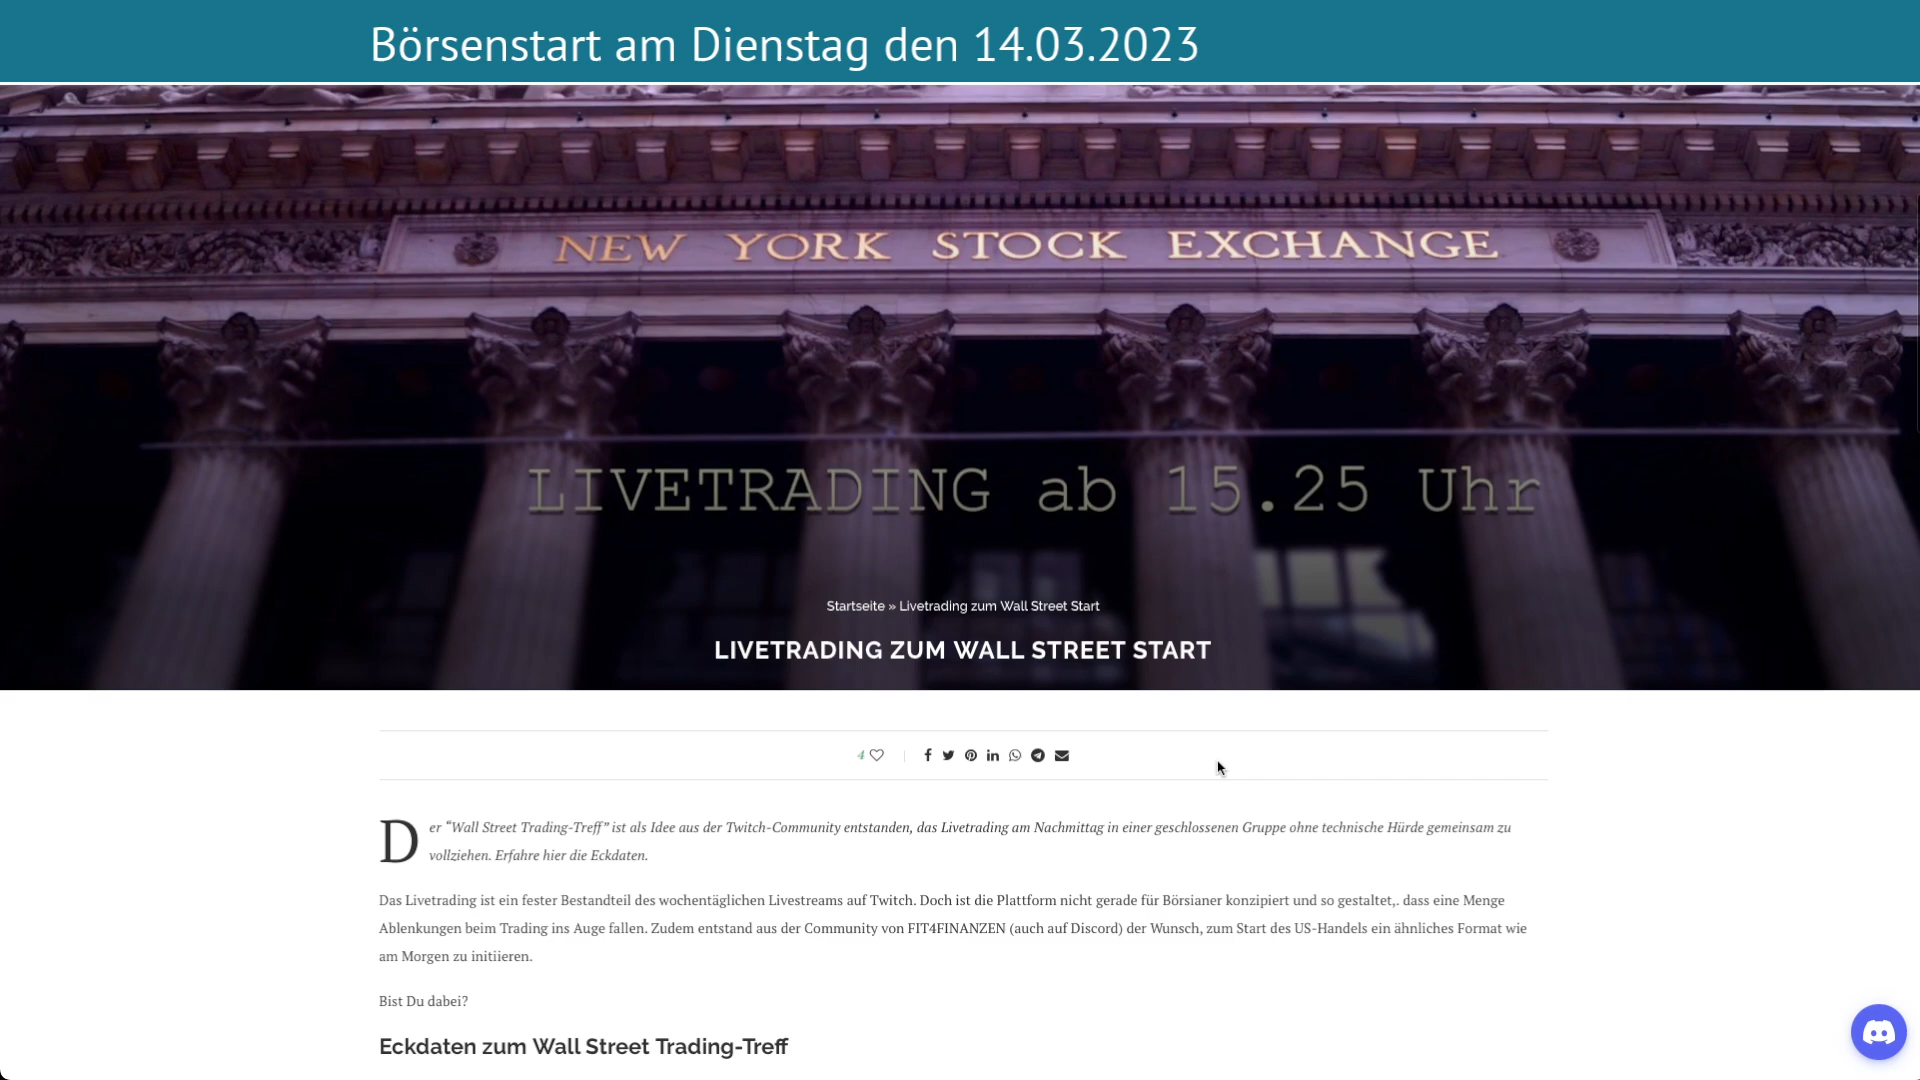 Börsenstart am Dienstag den 14.03.2023
NEW YORK STOCK EXCHANGE
LIVETRADING ab 15.25 Uhr
Startseite » Livetrading zum Wall Street Start
LIVETRADING ZUM WALL STREET START
4
Der “Wall Street Trading-Treff” ist als Idee aus der Twitch-Community entstanden, das Livetrading am Nachmittag in einer geschlossenen Gruppe ohne technische Hürde gemeinsam zu
vollziehen. Erfahre hier die Eckdaten.
Das Livetrading ist ein fester Bestandteil des wochentäglichen Livestreams auf Twitch. Doch ist die Plattform nicht gerade für Börsianer konzipiert und so gestaltet,. dass eine Menge
Ablenkungen beim Trading ins Auge fallen. Zudem entstand aus der Community von FIT4FINANZEN (auch auf Discord) der Wunsch, zum Start des US-Handels ein ähnliches Format wie
am Morgen zu initiieren.
Bist Du dabei?
Eckdaten zum Wall Street Trading-Treff